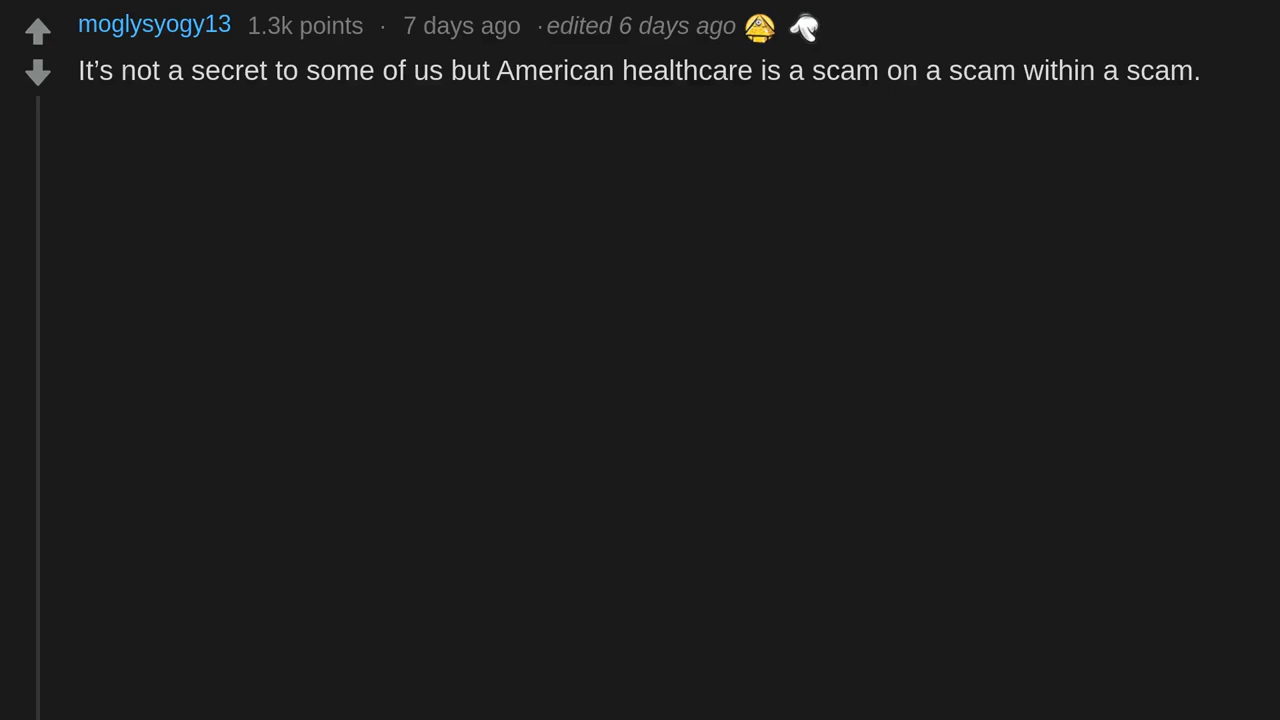 moglysyogy13 1.3k points · 7 days ago · edited 6 days ago
It’s not a secret to some of us but American healthcare is a scam on a scam within a scam.